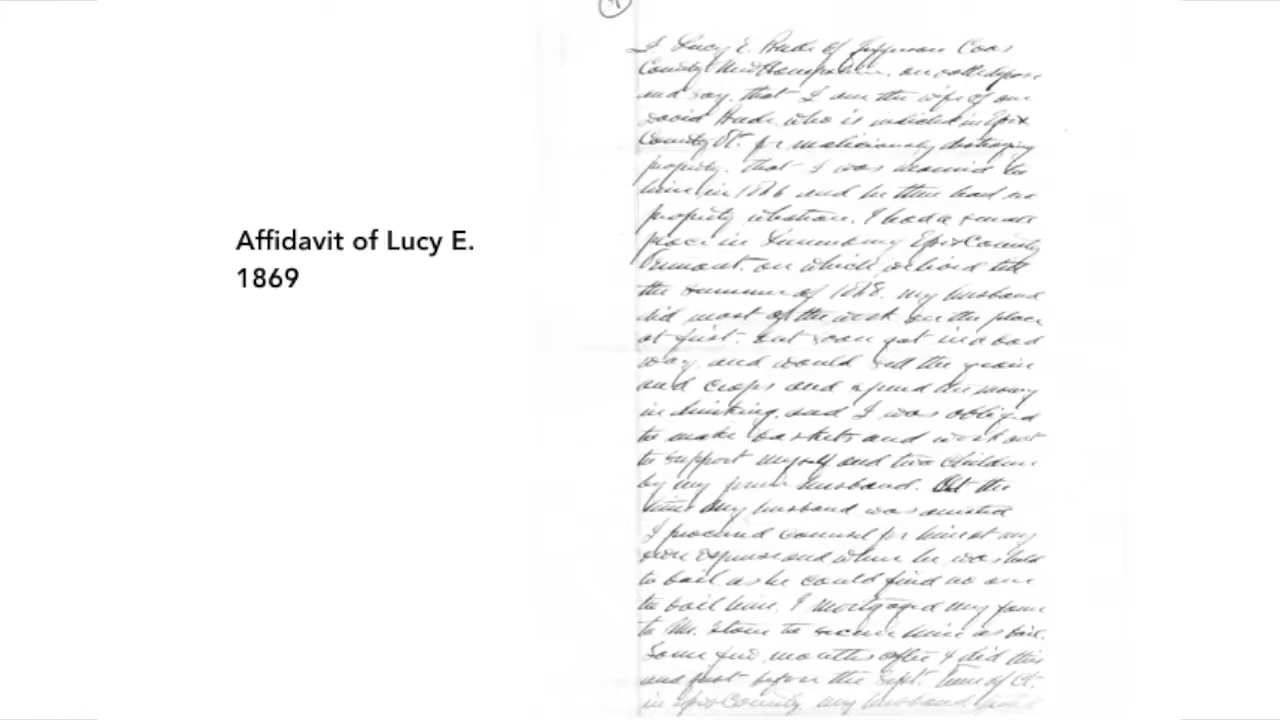 Affidavit of Lucy E.
1869
I Lucy E. of Jefferson Coos
County New Hampshire. on oath depose
and say. that I am the wife of one
David who is indicted in Essex
County Vt. for maliciously destroying
property. that I was married to
him in 1866 and he then had no
property whatever. I had a small
place in Essex County
Vermont. on which we lived till
the summer of 1868. my husband
did most of the work on the place
at first. but soon got in a bad
way. and would sell the grain
and crops and spend the money
in drinking. and I was obliged
to make baskets and work out
to support myself and two children
by my husband. At the
time my husband was arrested
I procured counsel for him at my
own expense and when he was held
to bail as he could find no one
to bail him. I mortgaged my farm
to Mr. Stone to secure him as bail.
Some few months after I did this
and just before the Sept. Term of Ct.
in Essex County my husband